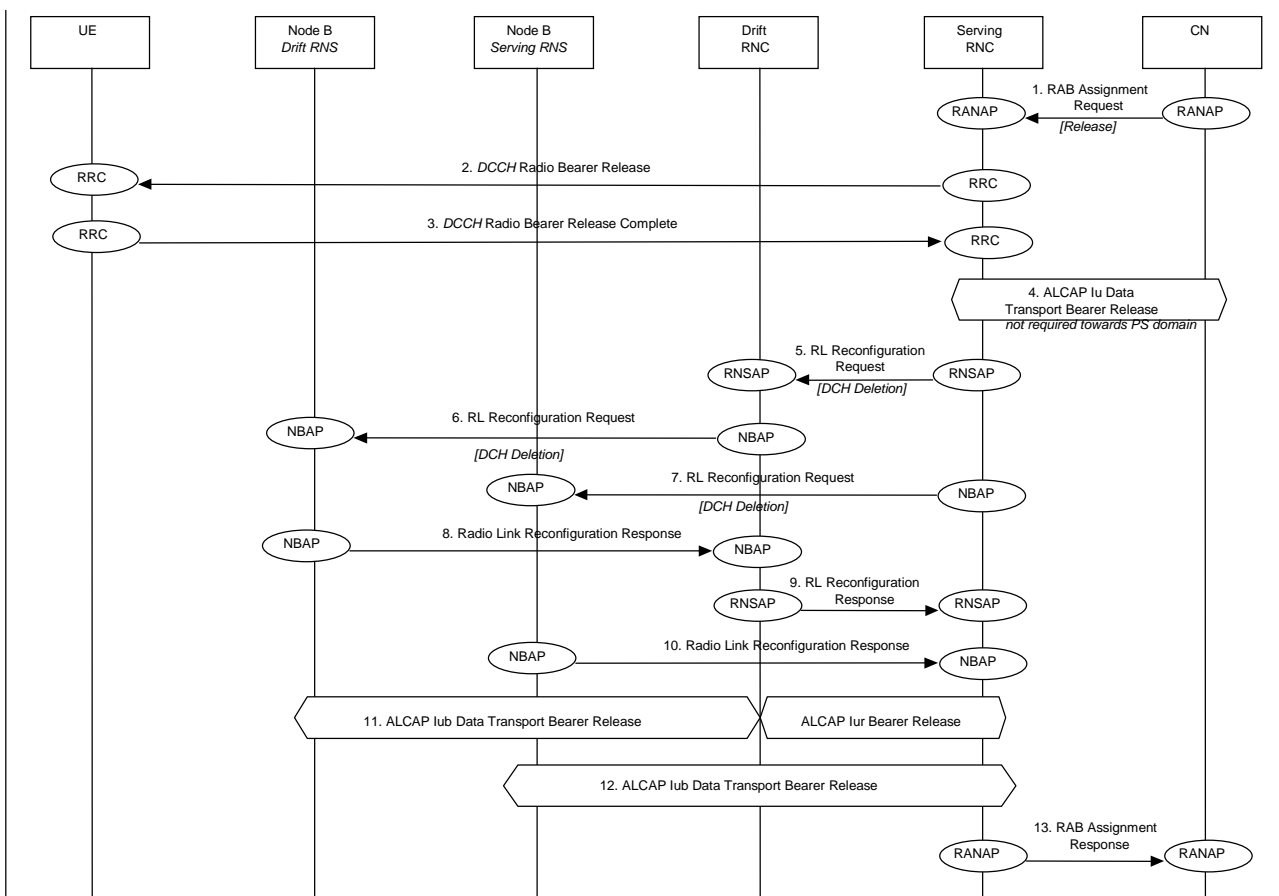 UE
Node B
Drift RNS
Node B
Serving RNS
Drift
RNC
Serving
RNC
CN
1. RAB Assignment
Request
[Release]
RANAP
RANAP
2. DCCH Radio Bearer Release
RRC
RRC
3. DCCH Radio Bearer Release Complete
RRC
RRC
4. ALCAP Iu Data
Transport Bearer Release
not required towards PS domain
5. RL Reconfiguration
Request
[DCH Deletion]
RNSAP
RNSAP
6. RL Reconfiguration Request
[DCH Deletion]
NBAP
NBAP
7. RL Reconfiguration Request
[DCH Deletion]
NBAP
NBAP
8. Radio Link Reconfiguration Response
NBAP
NBAP
9. RL Reconfiguration
Response
RNSAP
RNSAP
10. Radio Link Reconfiguration Response
NBAP
NBAP
11. ALCAP Iub Data Transport Bearer Release
ALCAP Iur Bearer Release
12. ALCAP Iub Data Transport Bearer Release
13. RAB Assignment
Response
RANAP
RANAP